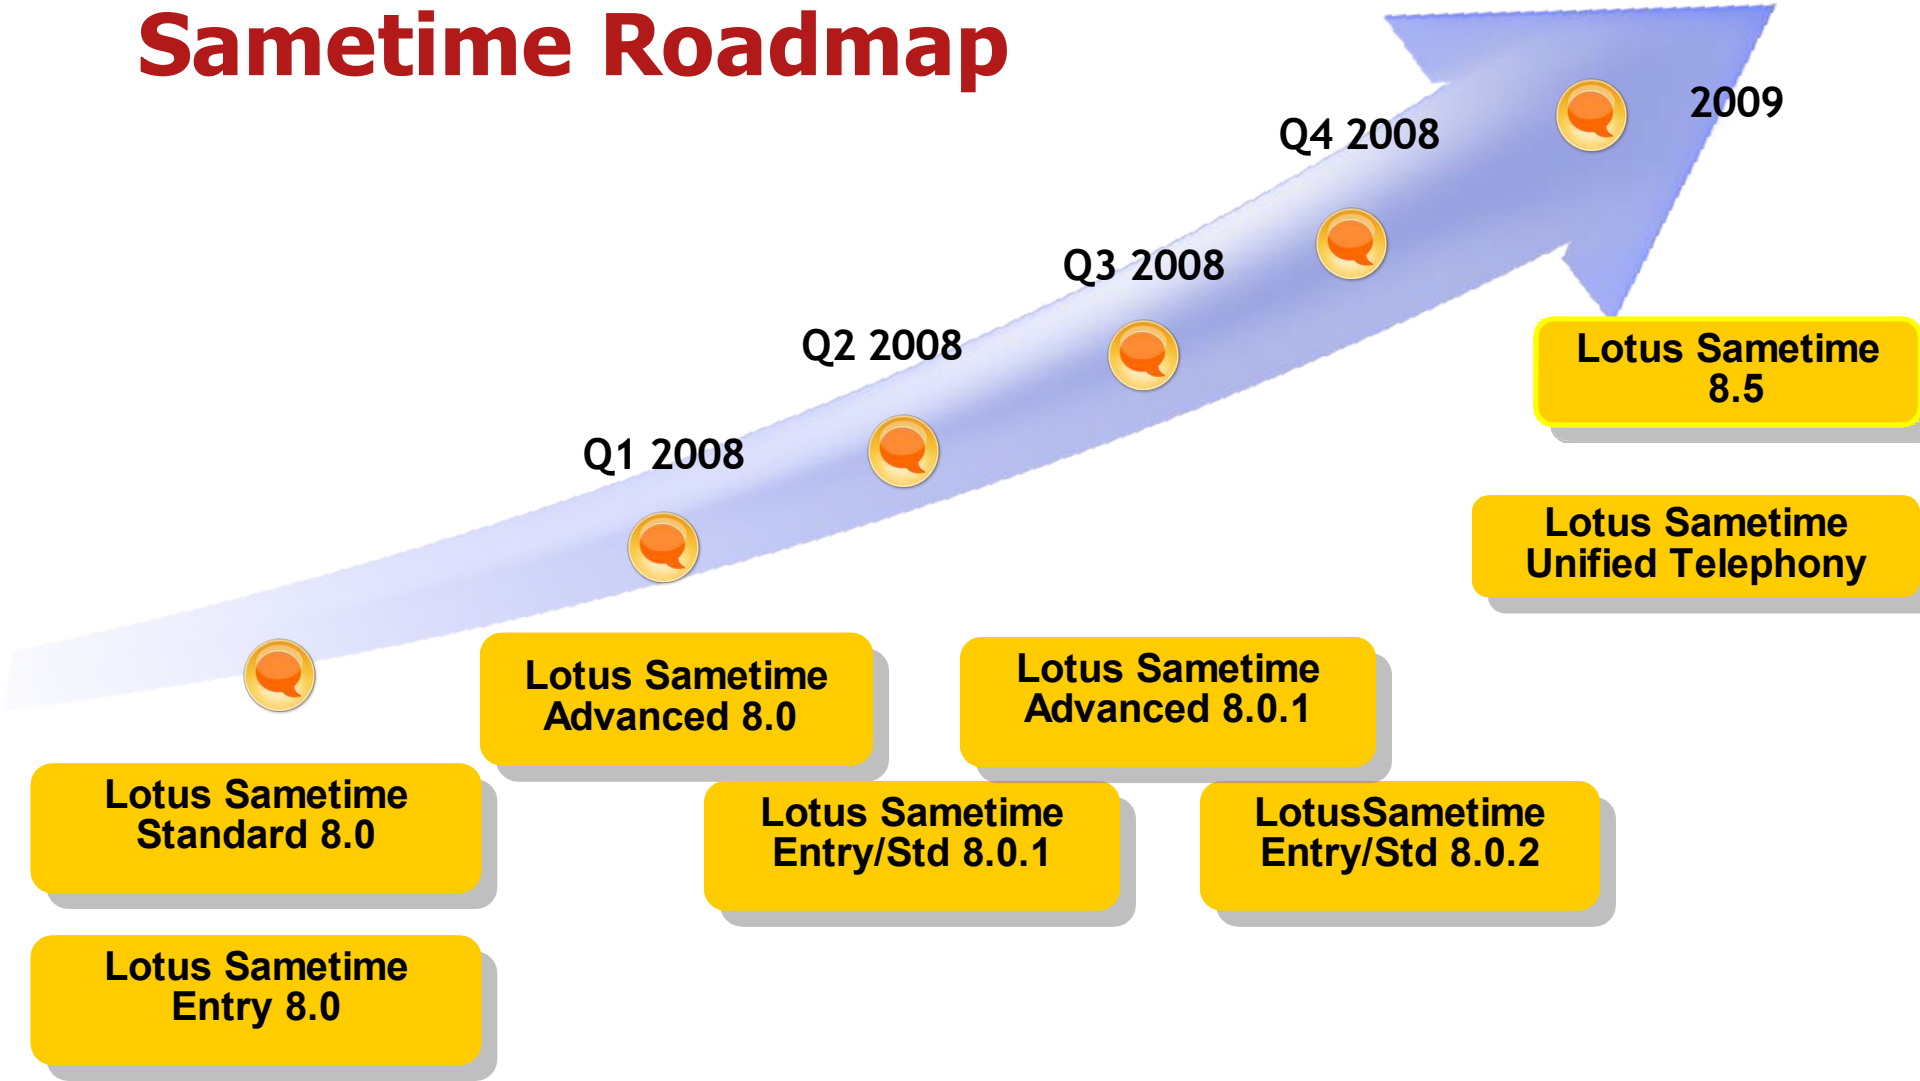 Sametime Roadmap
2009
Q4 2008
Q3 2008
Q2 2008
Q1 2008
Lotus Sametime
8.5
Lotus Sametime
Unified Telephony
Lotus Sametime
Advanced 8.0
Lotus Sametime
Advanced 8.0.1
Lotus Sametime
Standard 8.0
Lotus Sametime
Entry/Std 8.0.1
LotusSametime
Entry/Std 8.0.2
Lotus Sametime
Entry 8.0